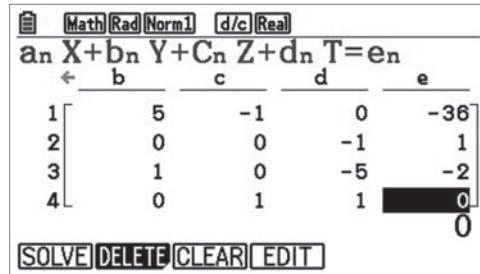 Math Rad Norm1 d/c Real
an X+bn Y+Cn Z+dn T=en
← b c d e
1 5 -1 0 -36
2 0 0 -1 1
3 1 0 -5 -2
4 0 1 1 0
0
SOLVE DELETE CLEAR EDIT